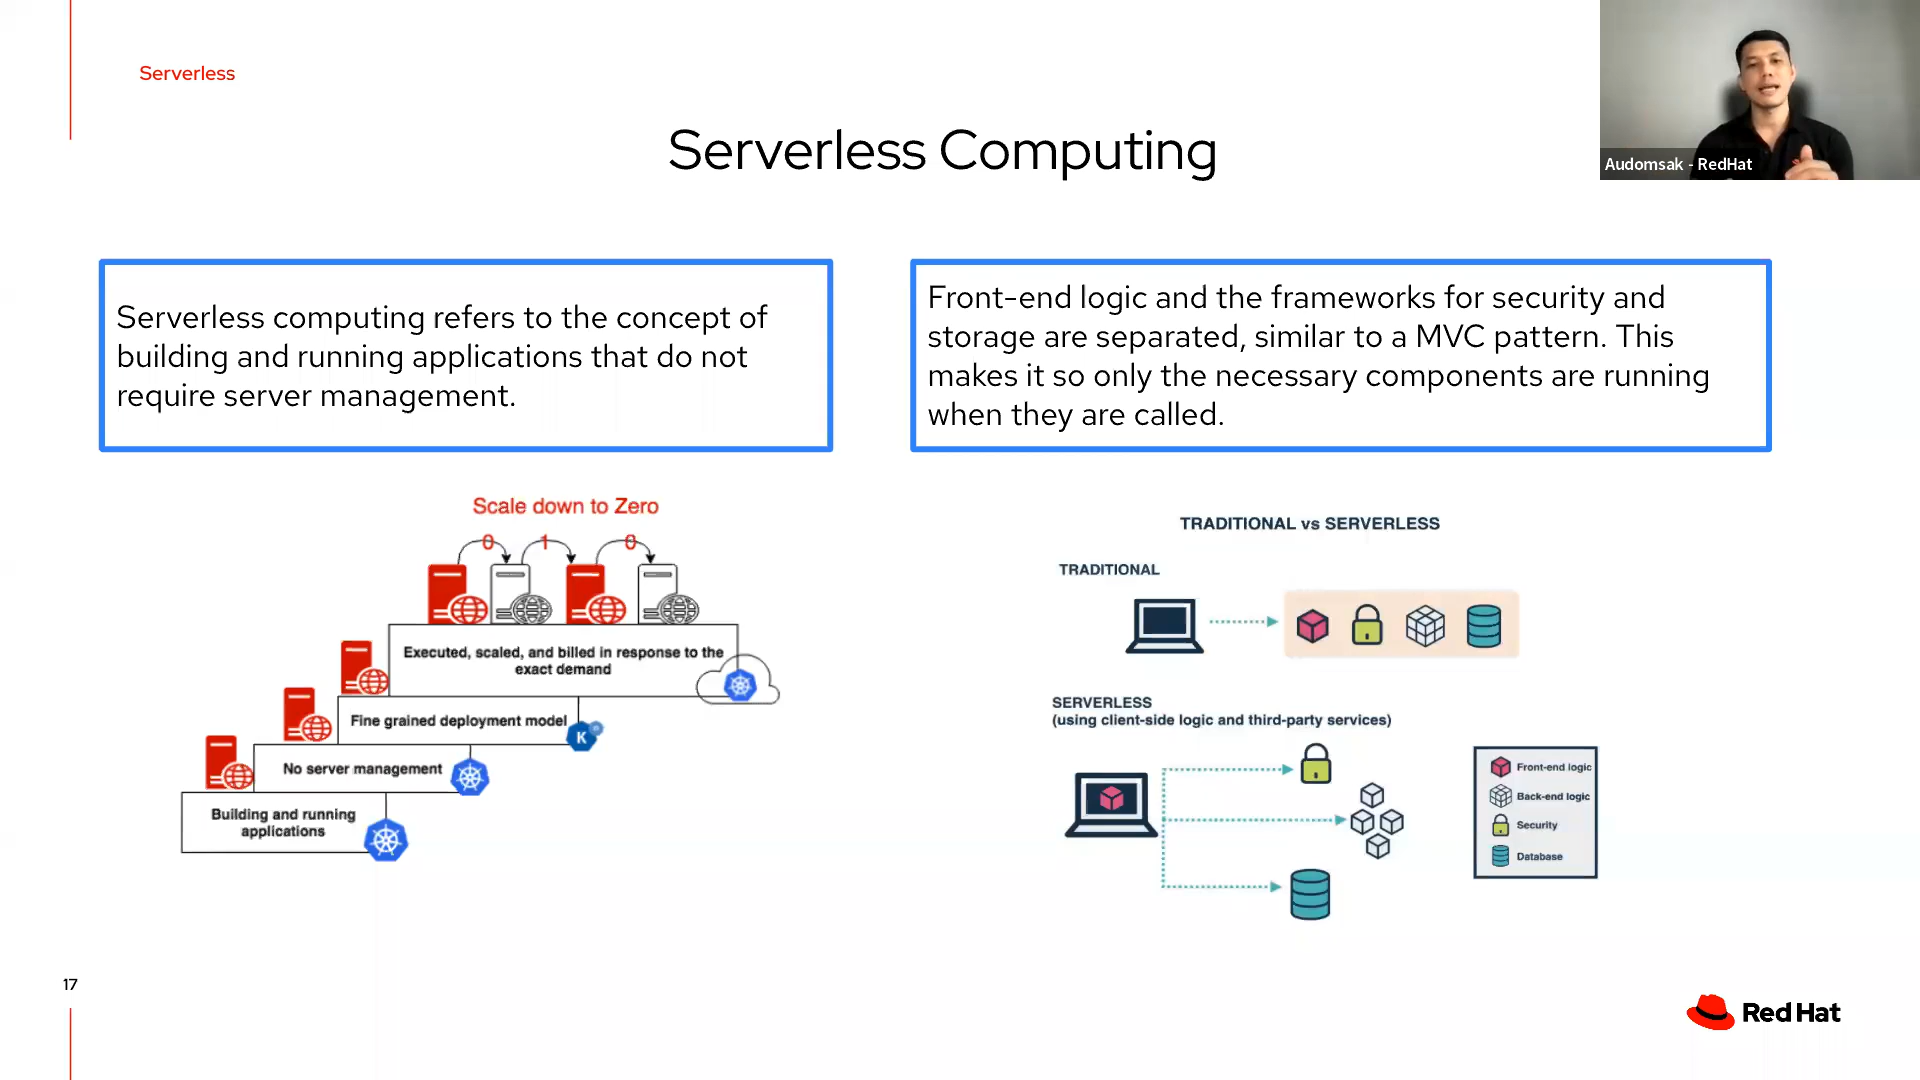 Serverless
Serverless Computing
Audomsak - RedHat
Serverless computing refers to the concept of
building and running applications that do not
require server management.
Front-end logic and the frameworks for security and
storage are separated, similar to a MVC pattern. This
makes it so only the necessary components are running
when they are called.
Scale down to Zero
0 1 0
Executed, scaled, and billed in response to the
exact demand
Fine grained deployment model
K
No server management
Building and running
applications
TRADITIONAL vs SERVERLESS
TRADITIONAL
SERVERLESS
(using client-side logic and third-party services)
Front-end logic
Back-end logic
Security
Database
17
Red Hat